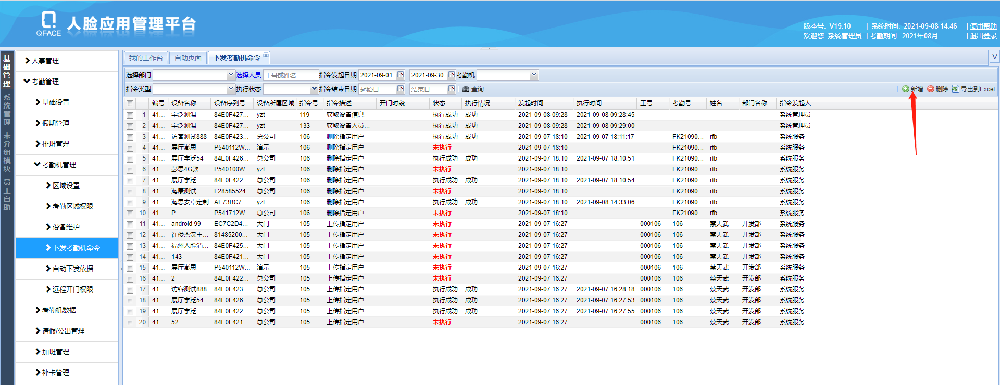 QFACE 人脸应用管理平台
版本号: V19.10 | 系统时间: 2021-09-08 14:46 | 使用帮助
欢迎您: 系统管理员 | 考勤期间: 2021年08月 | 退出登录
基础管理
系统管理
未分组模块
员工自助
人事管理
考勤管理
基础设置
假期管理
排班管理
考勤机管理
区域设置
考勤区域权限
设备维护
下发考勤机命令
自动下发依据
远程开门权限
考勤机数据
请假/公出管理
加班管理
补卡管理
我的工作台 自助页面 下发考勤机命令 V
选择部门: 选择人员: 工号或姓名 指令发起日期: 2021-09-01 -- 2021-09-30 考勤机:
指令类型: 执行状态: 指令结束日期: 起始日 -- 结束日 查询 新增 删除 导出到Excel
编号 设备名称 设备序列号 设备所属区域 指令号 指令描述 开门时段 状态 执行情况 发起时间 执行时间 工号 考勤号 姓名 部门名称 指令发起人
1 41... 宇泛测温 84E0F427... yzt 119 获取设备信息 执行成功 成功 2021-09-08 09:28 2021-09-08 09:28:45 系统管理员
2 41... 宇泛测温 84E0F427... yzt 133 获取设备人员... 执行成功 成功 2021-09-08 09:28 2021-09-08 09:29:00 系统管理员
3 41... 访客测试888 84E0F423... 总公司 106 删除指定用户 执行成功 成功 2021-09-07 18:10 2021-09-07 18:11:17 FK21090... rfb 系统服务
4 41... 展厅澎思 P540112W... 演示 106 删除指定用户 未执行 2021-09-07 18:10 FK21090... rfb 系统服务
5 41... 展厅宇泛54 84E0F426... 总公司 106 删除指定用户 执行成功 成功 2021-09-07 18:10 2021-09-07 18:10:51 FK21090... rfb 系统服务
6 41... 彭思4G款 P540100W... yzt 106 删除指定用户 未执行 2021-09-07 18:10 FK21090... rfb 系统服务
7 41... 展厅宇泛 84E0F422... 总公司 106 删除指定用户 执行成功 成功 2021-09-07 18:10 2021-09-07 18:10:54 FK21090... rfb 系统服务
8 41... 海康测试 F28585524 总公司 106 删除指定用户 未执行 2021-09-07 18:10 FK21090... rfb 系统服务
9 41... 海思安卓定制 AE73BC7... yzt 106 删除指定用户 执行成功 成功 2021-09-07 18:10 2021-09-08 14:33:06 FK21090... rfb 系统服务
10 41... P P541712W... 总公司 106 删除指定用户 未执行 2021-09-07 18:10 FK21090... rfb 系统服务
11 41... android 99 EC7C2D4... 大门 105 上传指定用户 未执行 2021-09-07 16:27 000106 106 蔡天武 开发部 系统服务
12 41... 许俊杰汉王... 81485200... 大门 105 上传指定用户 未执行 2021-09-07 16:27 000106 106 蔡天武 开发部 系统服务
13 41... 福州人脸消... 84E0F425... 大门 105 上传指定用户 未执行 2021-09-07 16:27 000106 106 蔡天武 开发部 系统服务
14 41... 143 84E0F421... 大门 105 上传指定用户 未执行 2021-09-07 16:27 000106 106 蔡天武 开发部 系统服务
15 41... 展厅澎思 P540112W... 演示 105 上传指定用户 未执行 2021-09-07 16:27 000106 106 蔡天武 开发部 系统服务
16 41... 2 84E0F422... 总公司 105 上传指定用户 未执行 2021-09-07 16:27 000106 106 蔡天武 开发部 系统服务
17 41... 访客测试888 84E0F423... 总公司 105 上传指定用户 执行成功 成功 2021-09-07 16:27 2021-09-07 16:28:18 000106 106 蔡天武 开发部 系统服务
18 41... 展厅宇泛54 84E0F426... 总公司 105 上传指定用户 执行成功 成功 2021-09-07 16:27 2021-09-07 16:27:53 000106 106 蔡天武 开发部 系统服务
19 41... 展厅宇泛 84E0F422... 总公司 105 上传指定用户 执行成功 成功 2021-09-07 16:27 2021-09-07 16:27:55 000106 106 蔡天武 开发部 系统服务
20 41... 52 84E0F421... 总公司 105 上传指定用户 未执行 2021-09-07 16:27 000106 106 蔡天武 开发部 系统服务